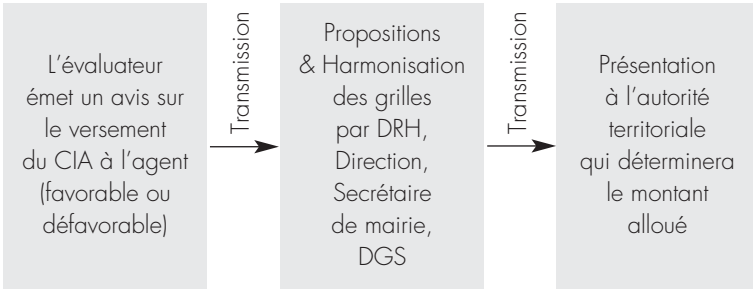 L’évaluateur
émet un avis sur
le versement
du CIA à l’agent
(favorable ou
défavorable)
Transmission
Propositions
& Harmonisation
des grilles
par DRH,
Direction,
Secrétaire
de mairie,
DGS
Transmission
Présentation
à l’autorité
territoriale
qui déterminera
le montant
alloué